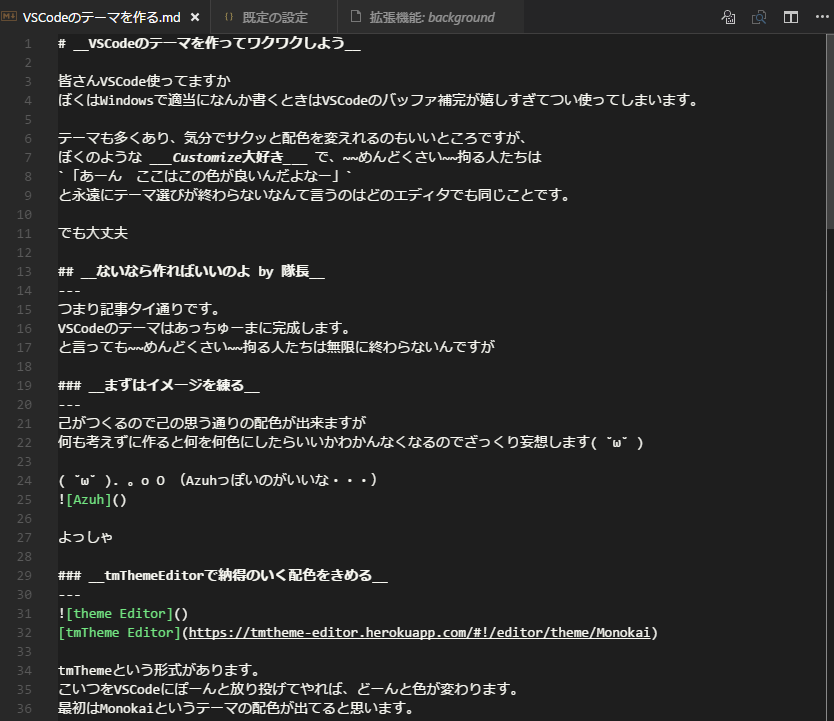 VSCodeのテーマを作る.md × {} 既定の設定 拡張機能: background
1 # __VSCodeのテーマを作ってワクワクしよう__
2
3 皆さんVSCode使ってますか
4 ぼくはWindowsで適当になんか書くときはVSCodeのバッファ補完が嬉しすぎてつい使ってしまいます。
5
6 テーマも多くあり、気分でサクッと配色を変えれるのもいいところですが、
7 ぼくのような ___Customize大好き___ で、~~めんどくさい~~拘る人たちは
8 `「あーん　ここはこの色が良いんだよなー」`
9 と永遠にテーマ選びが終わらないなんて言うのはどのエディタでも同じことです。
10
11 でも大丈夫
12
13 ## __ないなら作ればいいのよ by 隊長__
14 ---
15 つまり記事タイ通りです。
16 VSCodeのテーマはあっちゅーまに完成します。
17 と言っても~~めんどくさい~~拘る人たちは無限に終わらないんですが
18
19 ### __まずはイメージを練る__
20 ---
21 己がつくるので己の思う通りの配色が出来ますが
22 何も考えずに作ると何を何色にしたらいいかわかんなくなるのでざっくり妄想します( ˘ω˘ )
23
24 ( ˘ω˘ ). 。o O （Azuhっぽいのがいいな・・・）
25 ![Azuh]()
26
27 よっしゃ
28
29 ### __tmThemeEditorで納得のいく配色をきめる__
30 ---
31 ![theme Editor]()
32 [tmTheme Editor](https://tmtheme-editor.herokuapp.com/#!/editor/theme/Monokai)
33
34 tmThemeという形式があります。
35 こいつをVSCodeにぽーんと放り投げてやれば、どーんと色が変わります。
36 最初はMonokaiというテーマの配色が出てると思います。